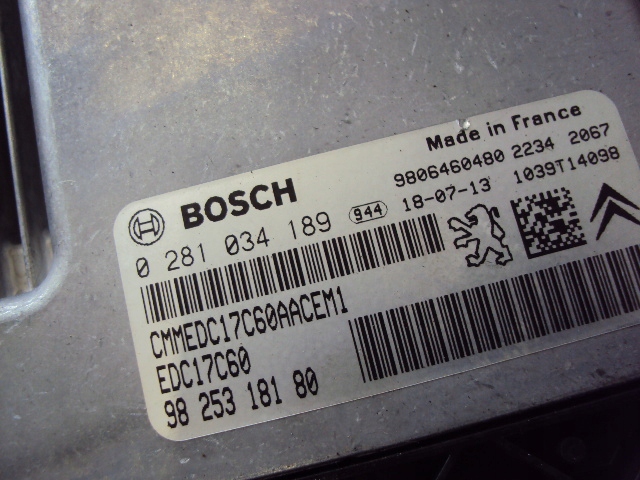 Made in France
BOSCH
9806460480 2234 2067
0 281 034 189 944 18-07-13 1039T14098
CMMEDC17C60AACEM1
EDC17C60
98 253 181 80